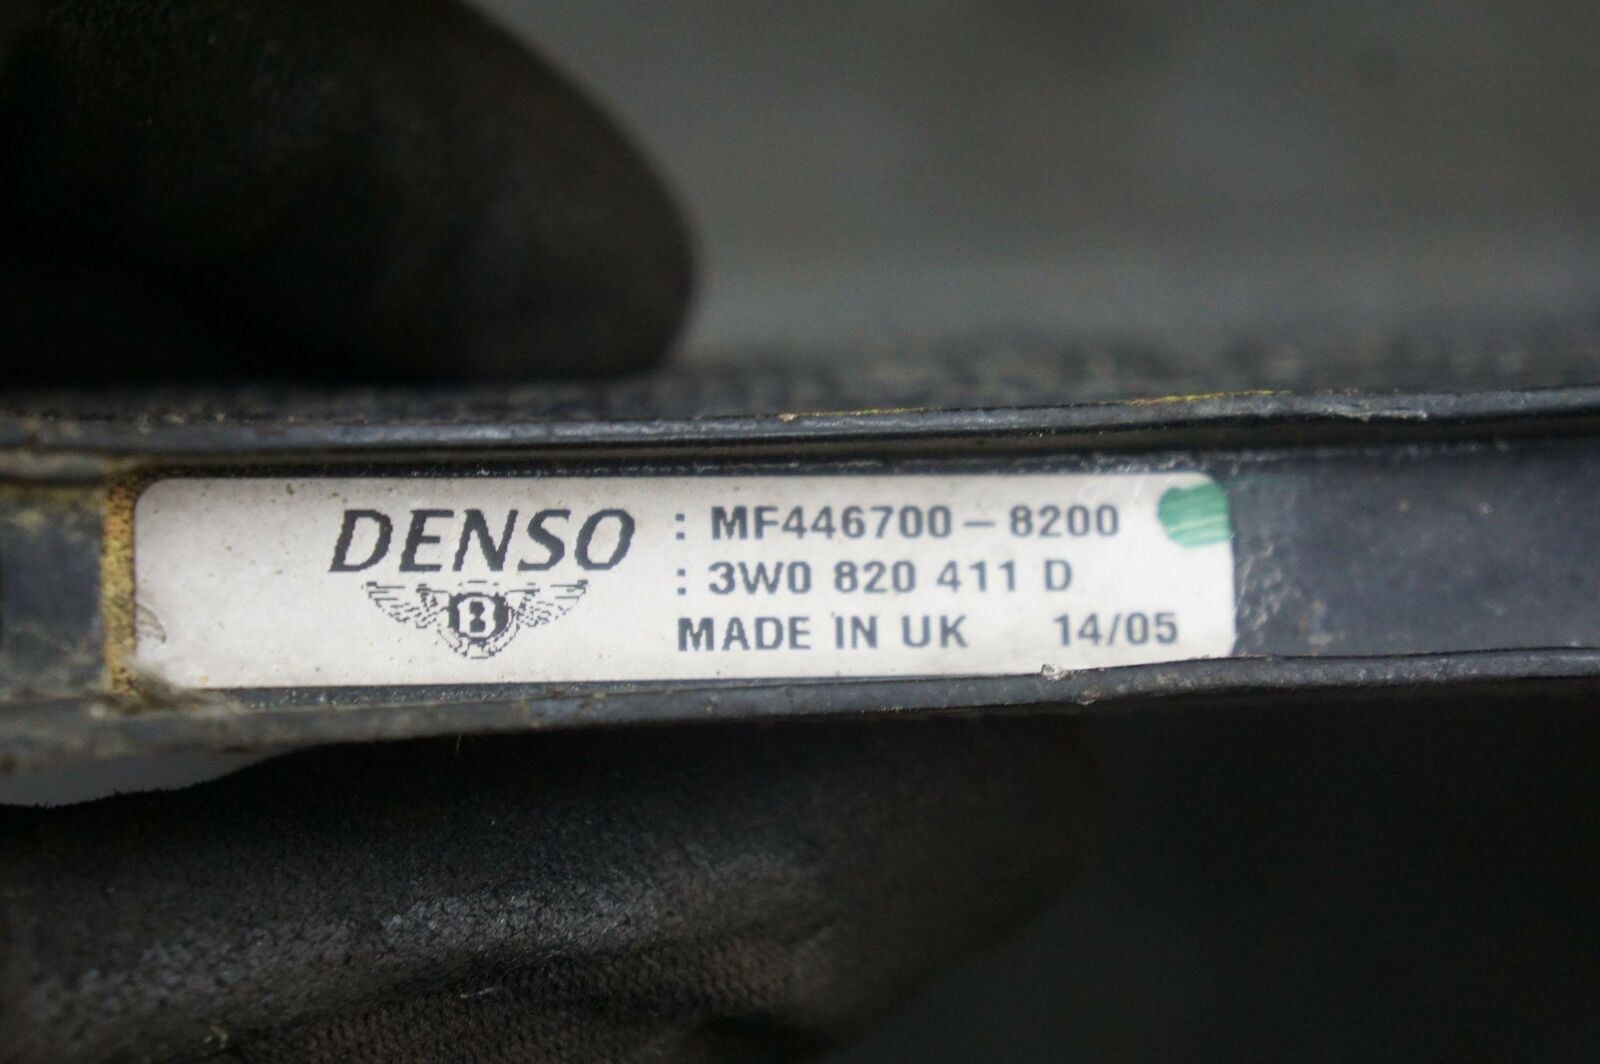 DENSO : MF446700-8200
: 3W0 820 411 D
B
MADE IN UK 14/05